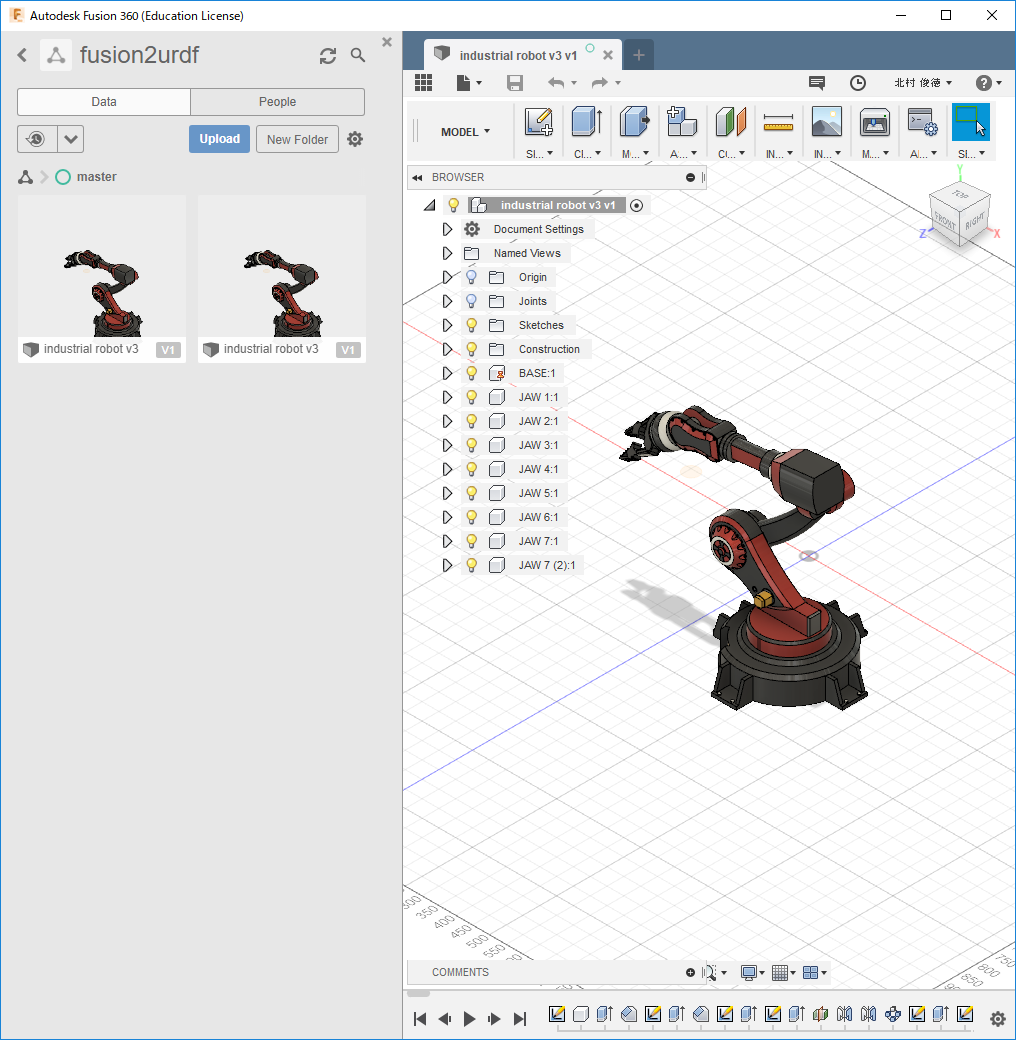 Autodesk Fusion 360 (Education License)
fusion2urdf
Data
People
Upload
New Folder
master
industrial robot v3
V1
industrial robot v3
V1
industrial robot v3 v1
北村 俊徳
MODEL
SI...
CI...
M...
A...
C(...
IN...
IN...
M...
AI...
SI...
BROWSER
industrial robot v3 v1
Document Settings
Named Views
Origin
Joints
Sketches
Construction
BASE:1
JAW 1:1
JAW 2:1
JAW 3:1
JAW 4:1
JAW 5:1
JAW 6:1
JAW 7:1
JAW 7 (2):1
Y
TOP
FRONT
RIGHT
Z
X
350
400
450
500
550
800
850
COMMENTS